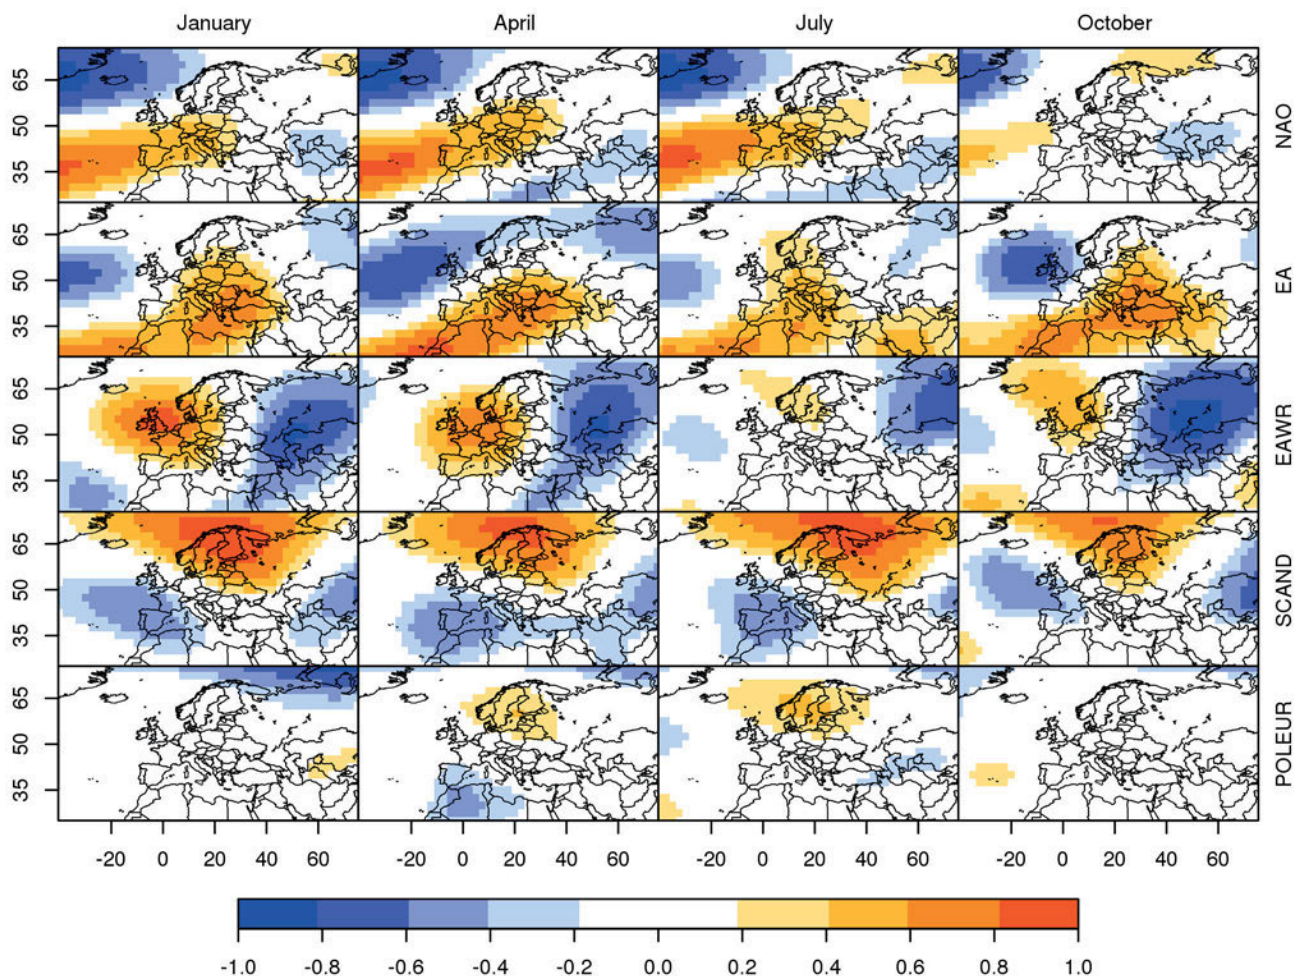 January April July October
65 50 35 NAO
65 50 35 EA
65 50 35 EAWR
65 50 35 SCAND
65 50 35 POLEUR
-20 0 20 40 60 -20 0 20 40 60 -20 0 20 40 60 -20 0 20 40 60
-1.0 -0.8 -0.6 -0.4 -0.2 0.0 0.2 0.4 0.6 0.8 1.0